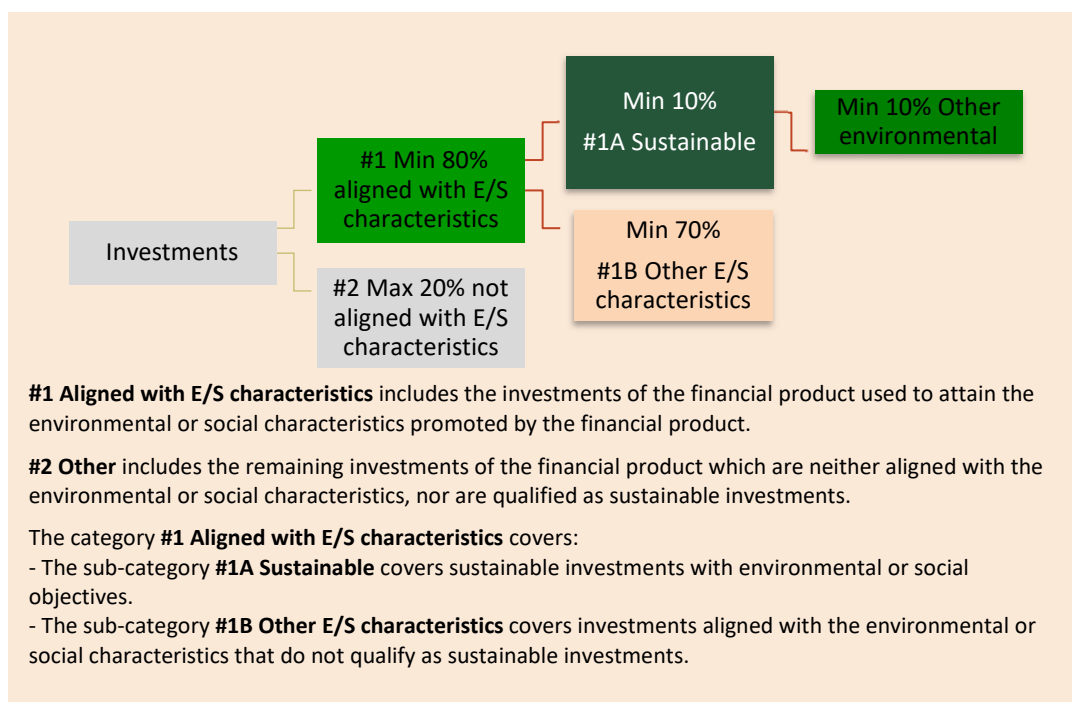 Investments
#1 Min 80%
aligned with E/S
characteristics
#2 Max 20% not
aligned with E/S
characteristics
Min 10%
#1A Sustainable
Min 70%
#1B Other E/S
characteristics
Min 10% Other
environmental
#1 Aligned with E/S characteristics includes the investments of the financial product used to attain the
environmental or social characteristics promoted by the financial product.
#2 Other includes the remaining investments of the financial product which are neither aligned with the
environmental or social characteristics, nor are qualified as sustainable investments.
The category #1 Aligned with E/S characteristics covers:
- The sub-category #1A Sustainable covers sustainable investments with environmental or social
objectives.
- The sub-category #1B Other E/S characteristics covers investments aligned with the environmental or
social characteristics that do not qualify as sustainable investments.